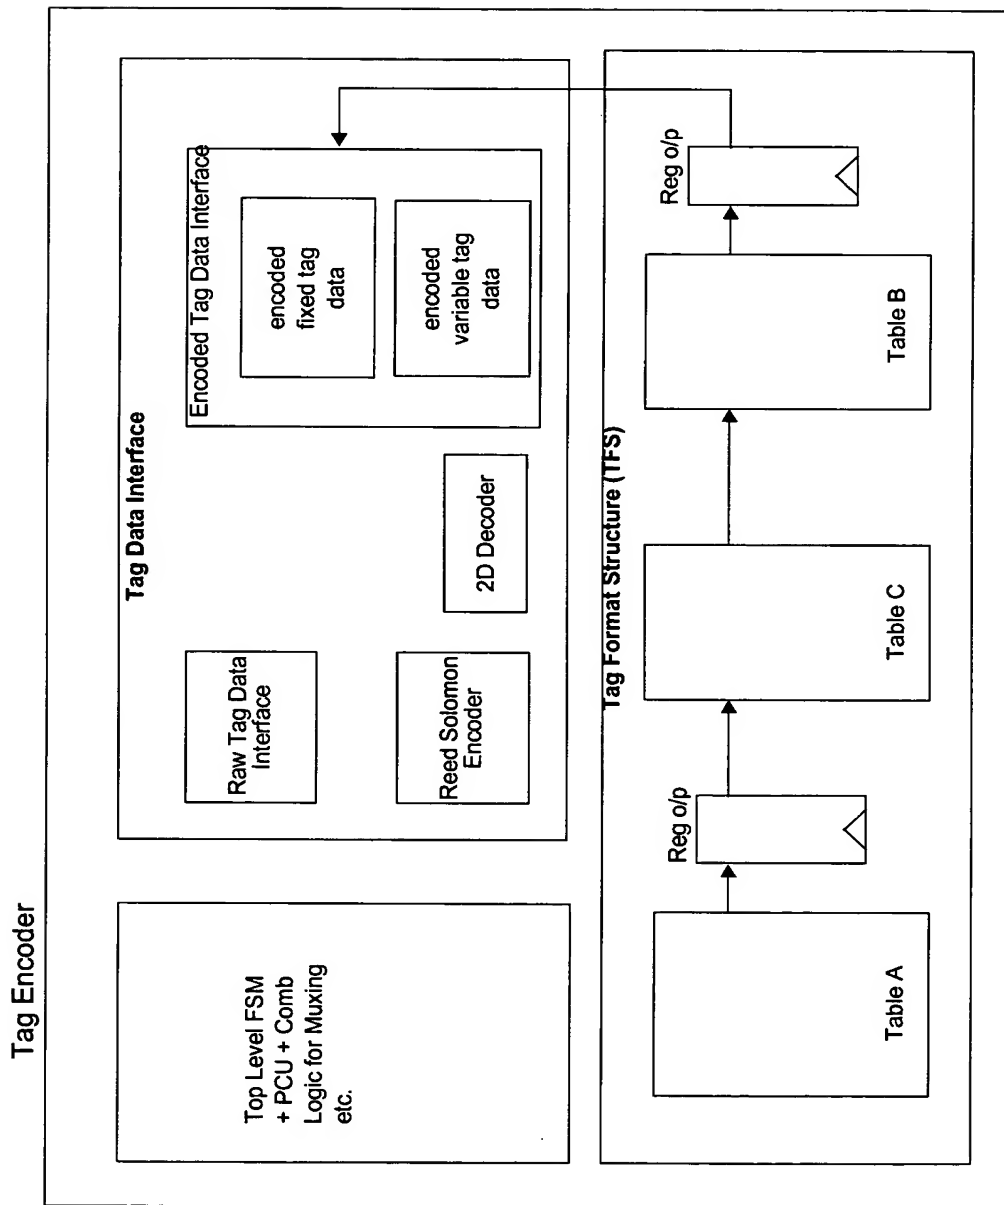 Tag Encoder
Top Level FSM
+ PCU + Comb
Logic for Muxing
etc.
Tag Data Interface
Raw Tag Data
Interface
Reed Solomon
Encoder
2D Decoder
Encoded Tag Data Interface
encoded
fixed tag
data
encoded
variable tag
data
Tag Format Structure (TFS)
Table A
Reg o/p
Table C
Table B
Reg o/p